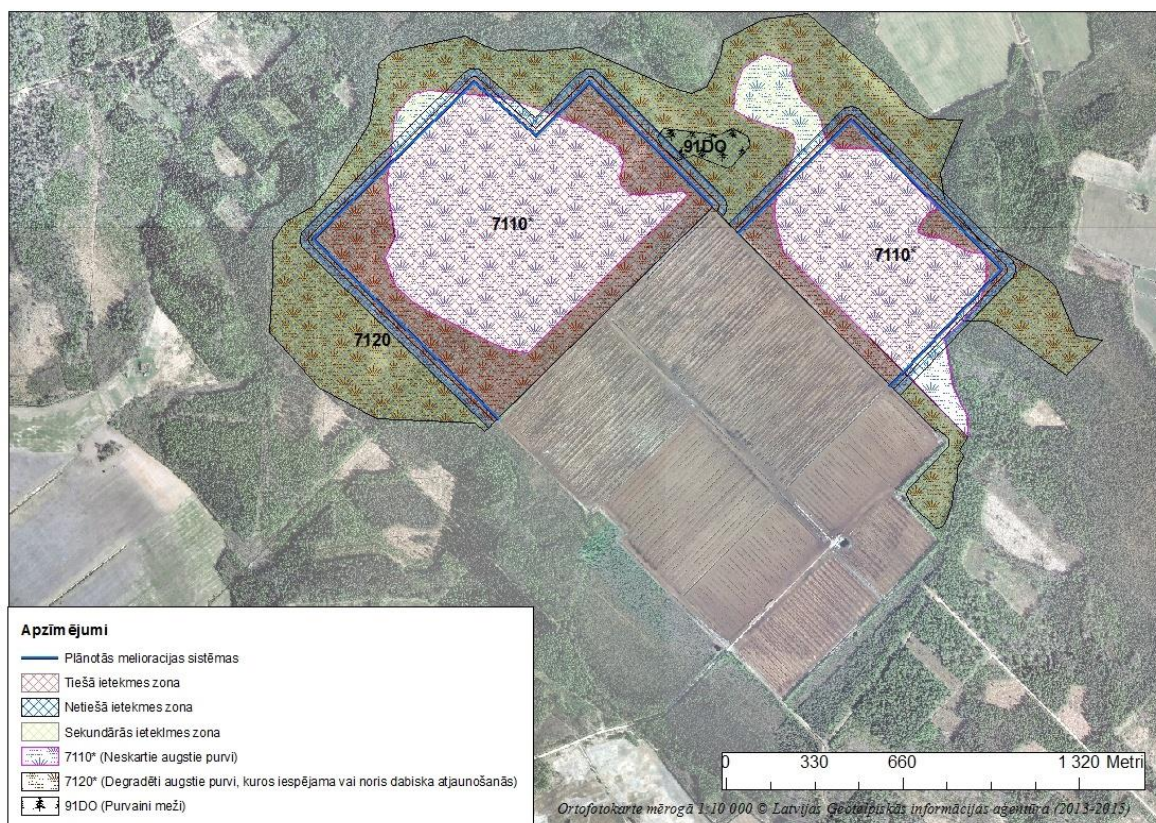 91DO
7110*
7110*
7120
Apzīmējumi
Plānotās melioracijas sistēmas
Tiešā ietekmes zona
Netiešā ietekmes zona
Sekundārās ieteklmes zona
7110* (Neskartie augstie purvi)
7120* (Degradēti augstie purvi, kuros iespējama vai noris dabiska atjaunošanās)
91DO (Purvaini meži)
0 330 660 1 320 Metri
Ortofotokarte mērogā 1:10 000 © Latvijas Ģeotelpiskās informācijas aģentūra (2013-2015)